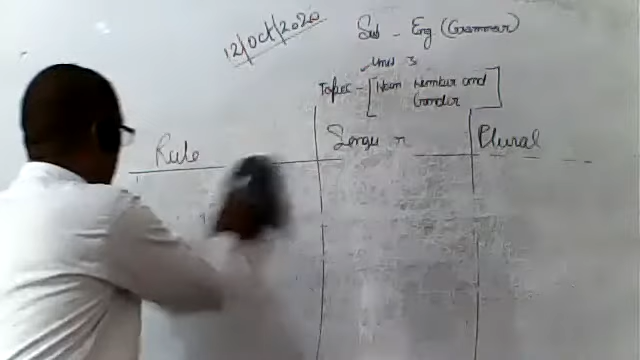 12/Oct/2020
Sub - Eng (Grammar)
Unit 3
Topic - [Noun Number and Gender]
Rule
Plural